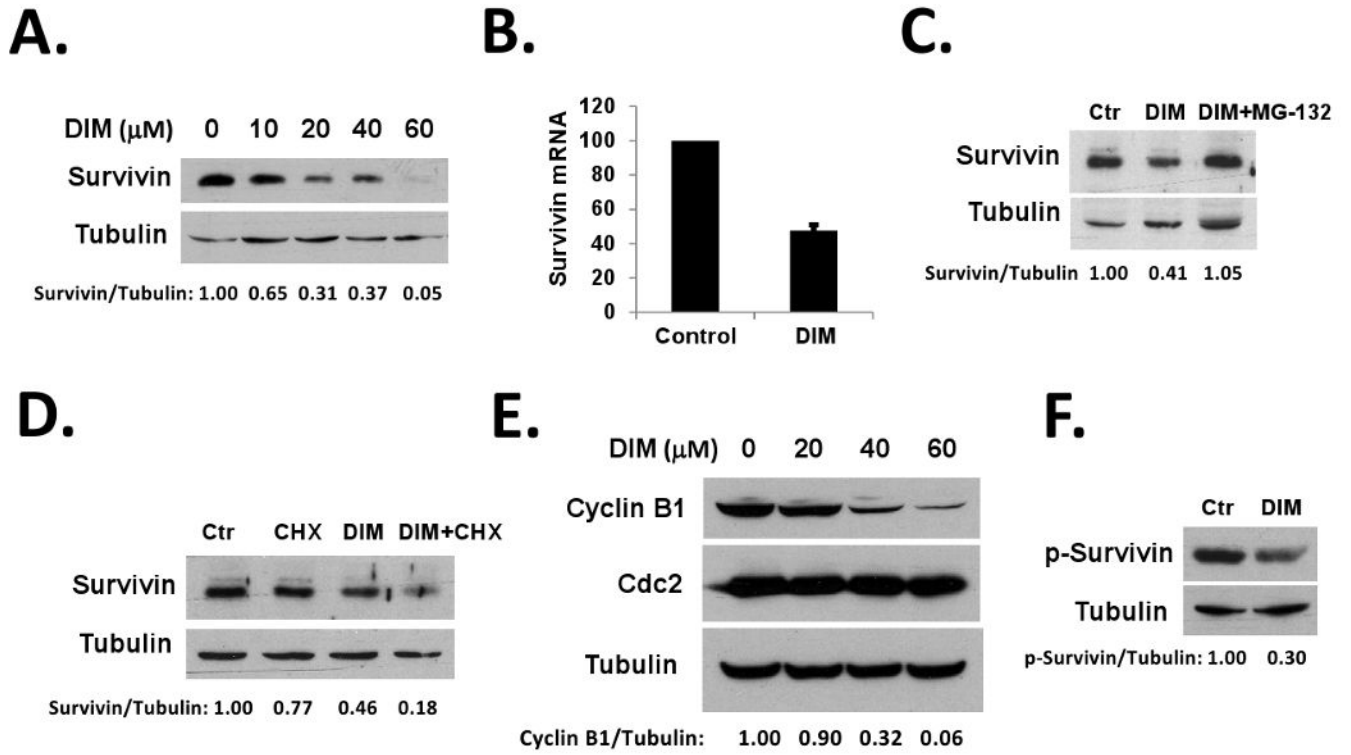 A.
DIM (μM) 0 10 20 40 60
Survivin
Tubulin
Survivin/Tubulin: 1.00 0.65 0.31 0.37 0.05
B.
Survivin mRNA
120
100
80
60
40
20
0
Control DIM
C.
Ctr DIM DIM+MG-132
Survivin
Tubulin
Survivin/Tubulin 1.00 0.41 1.05
D.
Ctr CHX DIM DIM+CHX
Survivin
Tubulin
Survivin/Tubulin: 1.00 0.77 0.46 0.18
E.
DIM (μM) 0 20 40 60
Cyclin B1
Cdc2
Tubulin
Cyclin B1/Tubulin: 1.00 0.90 0.32 0.06
F.
Ctr DIM
p-Survivin
Tubulin
p-Survivin/Tubulin: 1.00 0.30